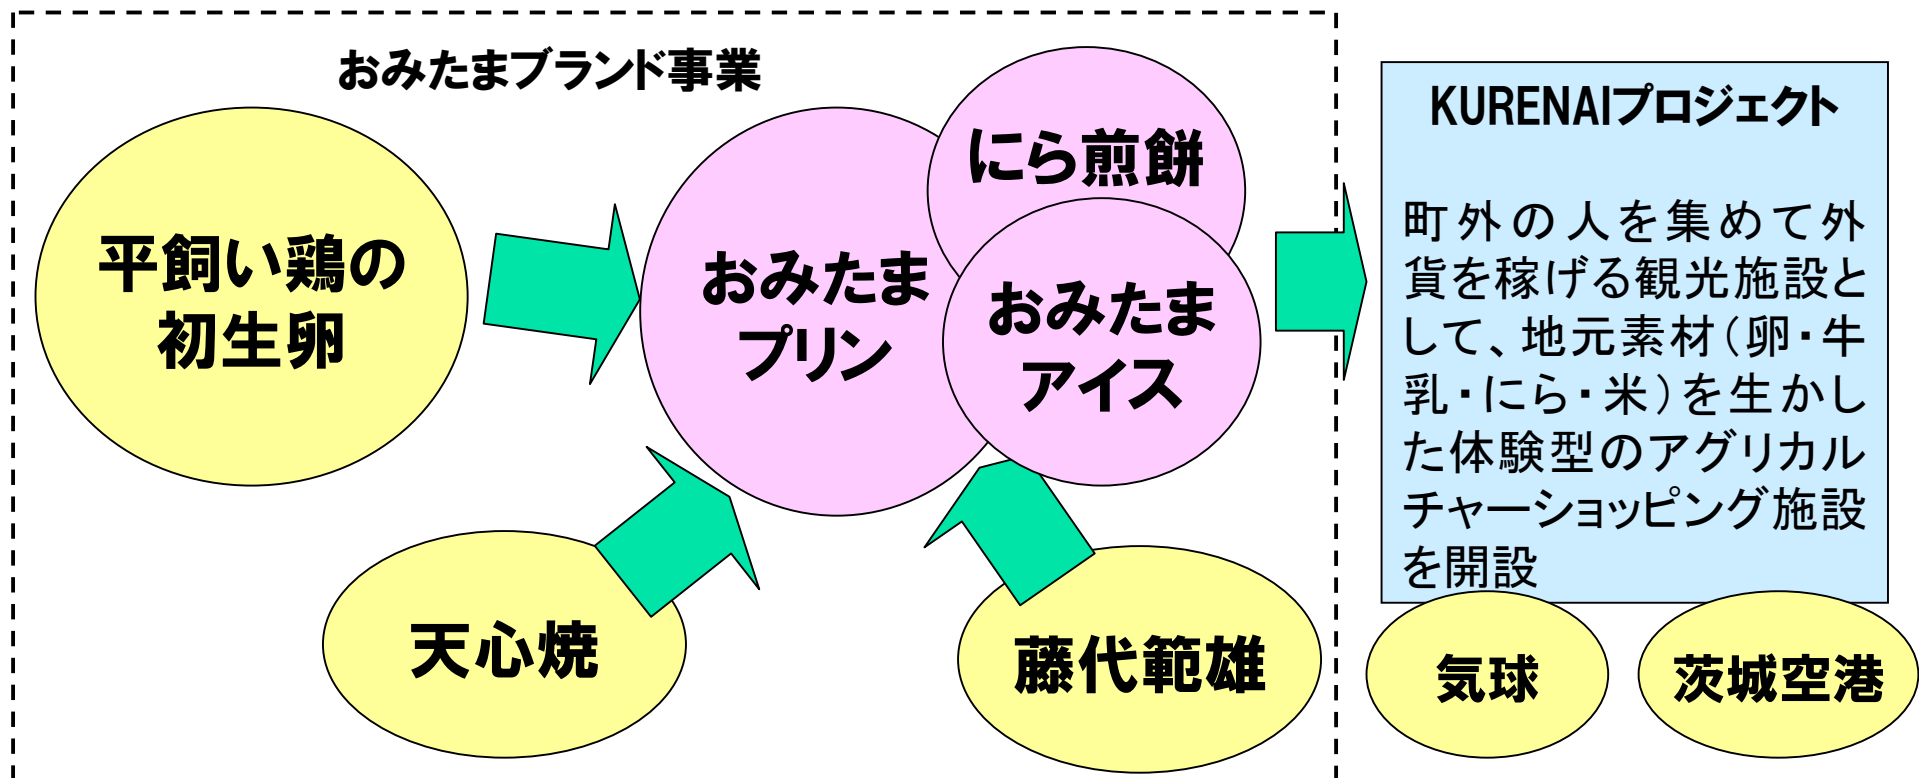 おみたまブランド事業
平飼い鶏の
初生卵
おみたま
プリン
にら煎餅
おみたま
アイス
天心焼
藤代範雄
KURENAIプロジェクト
町外の人を集めて外
貨を稼げる観光施設と
して、地元素材(卵・牛
乳・にら・米)を生かし
た体験型のアグリカル
チャーショッピング施設
を開設
気球
茨城空港